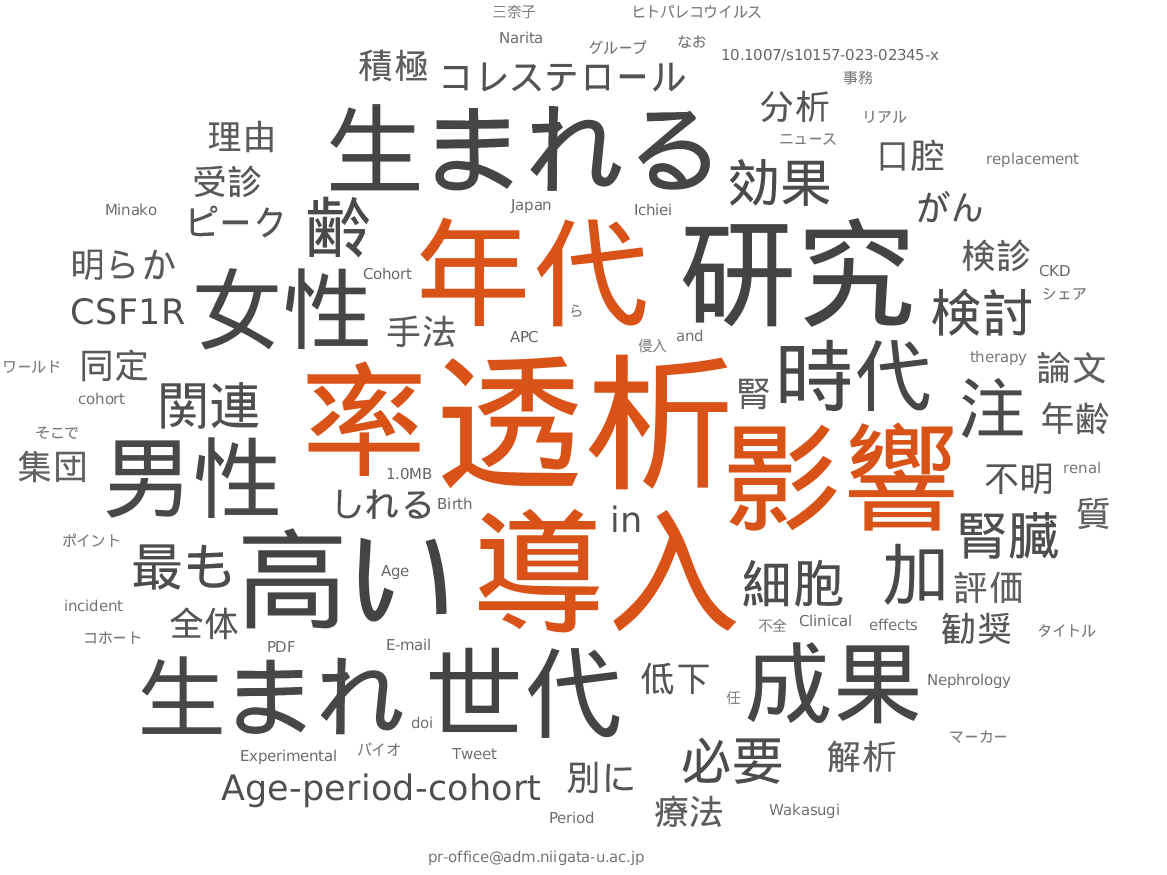 三奈子
ヒトパレコウイルス
Narita
グループ
なお
10.1007/s10157-023-02345-x
積極
コレステロール
事務
分析
リアル
生まれる
理由
ニュース
口腔
replacement
受診
効果
Minako
ピーク
齢
Japan
Ichiei
がん
明らか
女性
Cohort
年代
研究
検診
CKD
シェア
CSF1R
手法
ら
APC
侵入
and
検討
ワールド
同定
関連
率
透析
腎
時代
therapy
論文
cohort
注
年齢
そこで
集団
男性
1.0MB
影響
不明
renal
しれる
Birth
in
質
腎臓
ポイント
最も
高い
Age
導入
細胞
加
評価
incident
全体
コホート
PDF
E-mail
不全
Clinical
effects
勧奨
タイトル
生まれ
世代
低下
任
成果
Nephrology
doi
Experimental
バイオ
Tweet
必要
解析
マーカー
Age-period-cohort
別に
Period
療法
Wakasugi
pr-office@adm.niigata-u.ac.jp